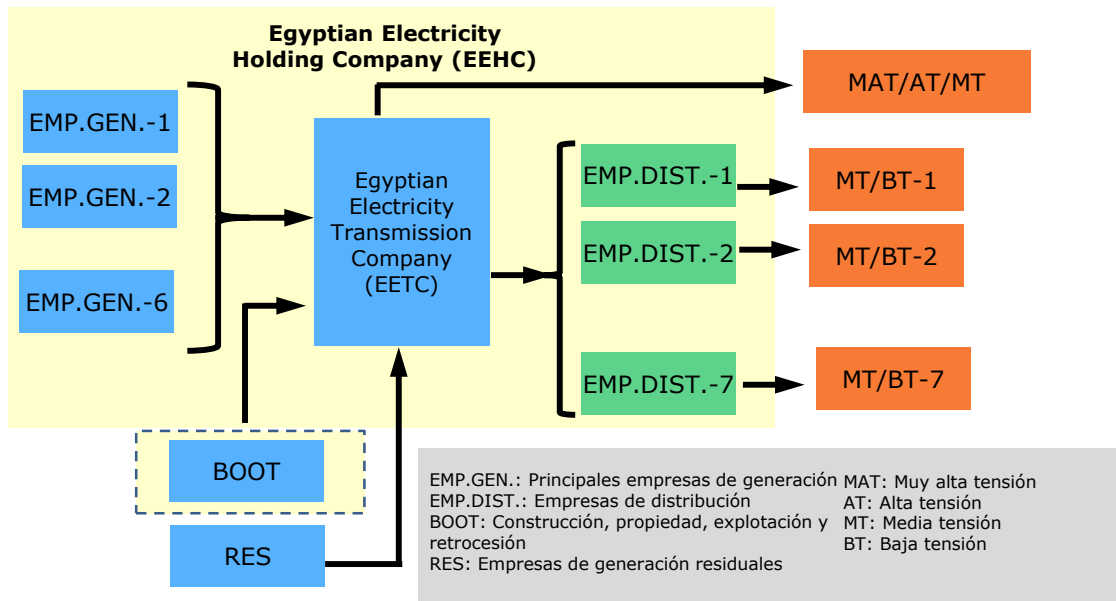 Egyptian Electricity
Holding Company (EEHC)
MAT/AT/MT
EMP.GEN.-1
EMP.GEN.-2
EMP.GEN.-6
Egyptian
Electricity
Transmission
Company
(EETC)
EMP.DIST.-1
EMP.DIST.-2
EMP.DIST.-7
MT/BT-1
MT/BT-2
MT/BT-7
BOOT
RES
EMP.GEN.: Principales empresas de generación
EMP.DIST.: Empresas de distribución
BOOT: Construcción, propiedad, explotación y
retrocesión
RES: Empresas de generación residuales
MAT: Muy alta tensión
AT: Alta tensión
MT: Media tensión
BT: Baja tensión